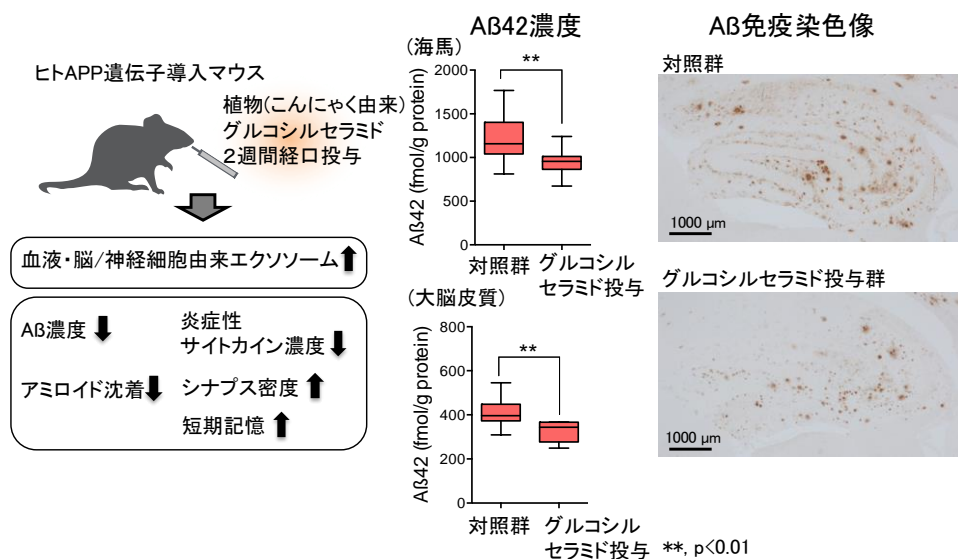 ヒトAPP遺伝子導入マウス
植物(こんにゃく由来)
グルコシルセラミド
2週間経口投与
血液・脳/神経細胞由来エクソソーム⬆
Aß濃度⬇
炎症性
サイトカイン濃度⬇
アミロイド沈着⬇
シナプス密度⬆
短期記憶⬆
Aß42濃度
(海馬)
Aß42 (fmol/g protein)
2000
1500
1000
500
0
**
対照群
グルコシル
セラミド投与
(大脳皮質)
Aß42 (fmol/g protein)
800
600
400
200
0
**
対照群
グルコシル
セラミド投与
Aß免疫染色像
対照群
1000 µm
グルコシルセラミド投与群
1000 µm
**, p<0.01